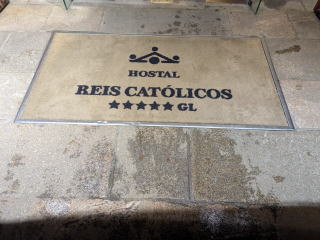 HOSTAL
REIS CATÓLICOS
★★★★★ GL